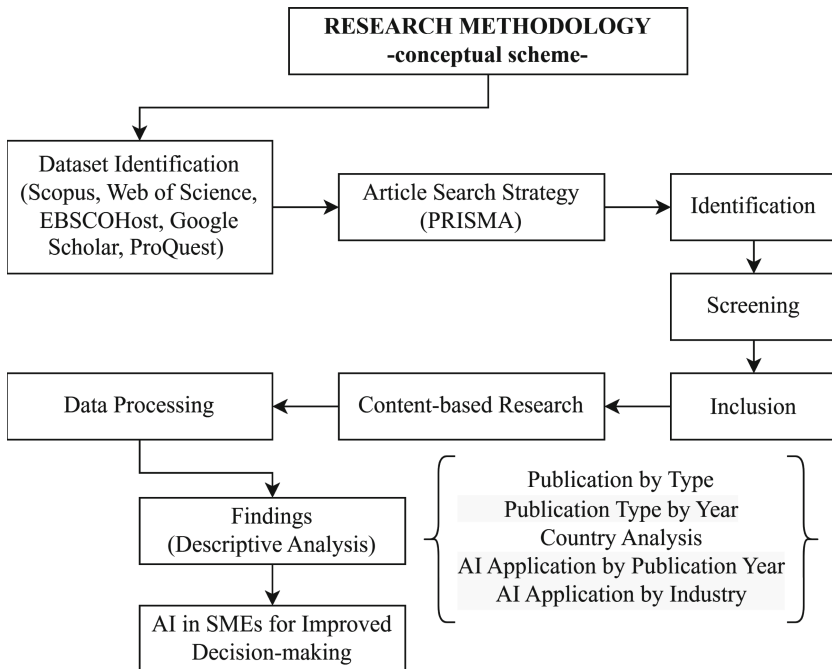 RESEARCH METHODOLOGY
-conceptual scheme-
Dataset Identification
(Scopus, Web of Science,
EBSCOHost, Google
Scholar, ProQuest)
Article Search Strategy
(PRISMA)
Identification
Screening
Inclusion
Content-based Research
Data Processing
Findings
(Descriptive Analysis)
AI in SMEs for Improved
Decision-making
Publication by Type
Publication Type by Year
Country Analysis
AI Application by Publication Year
AI Application by Industry